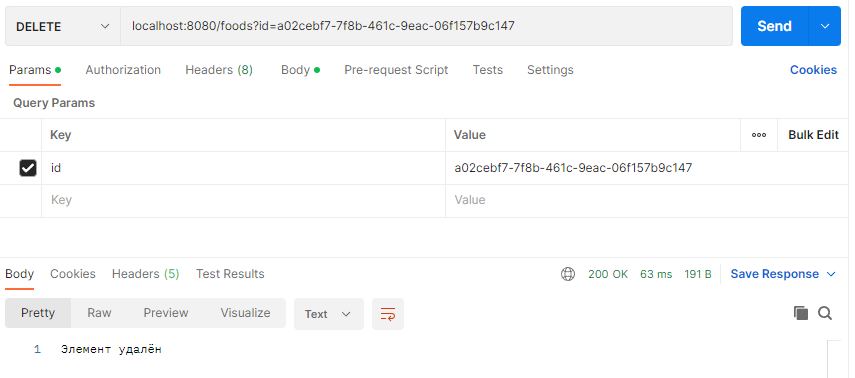 DELETE localhost:8080/foods?id=a02cebf7-7f8b-461c-9eac-06f157b9c147 Send
Params Authorization Headers (8) Body Pre-request Script Tests Settings Cookies
Query Params
Key Value Bulk Edit
id a02cebf7-7f8b-461c-9eac-06f157b9c147
Key Value
Body Cookies Headers (5) Test Results 200 OK 63 ms 191 B Save Response
Pretty Raw Preview Visualize Text
1 Элемент удалён